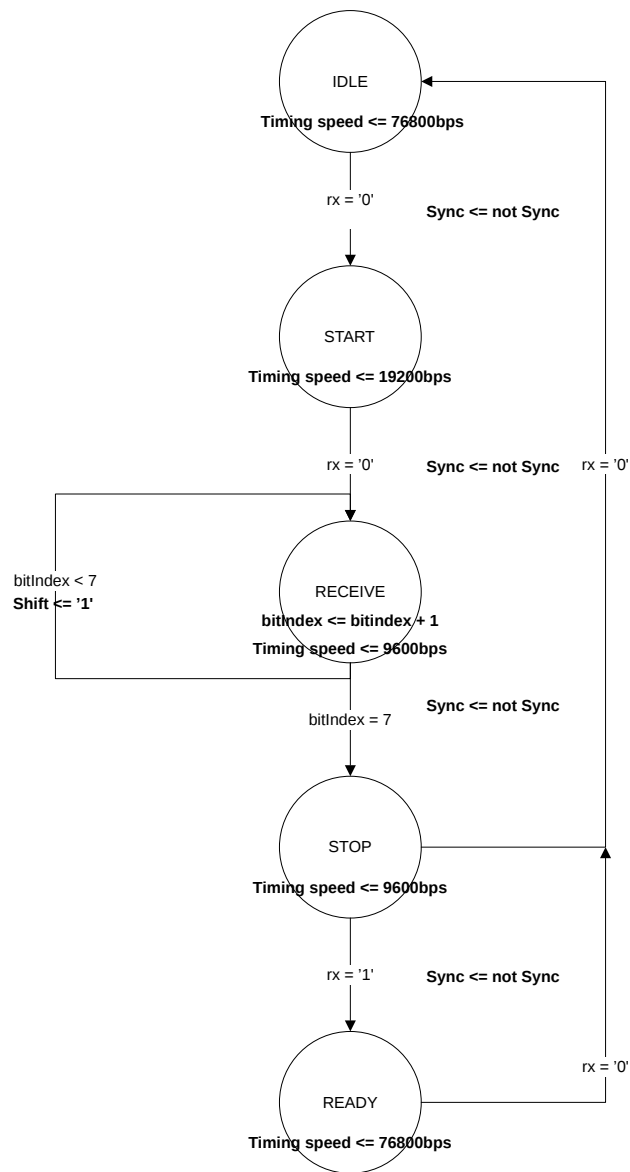 IDLE
Timing speed <= 76800bps
rx = '0'
Sync <= not Sync
START
Timing speed <= 19200bps
rx = '0'
Sync <= not Sync
rx = '0'
bitIndex < 7
Shift <= '1'
RECEIVE
bitIndex <= bitindex + 1
Timing speed <= 9600bps
Sync <= not Sync
bitIndex = 7
STOP
Timing speed <= 9600bps
rx = '1'
Sync <= not Sync
rx = '0'
READY
Timing speed <= 76800bps